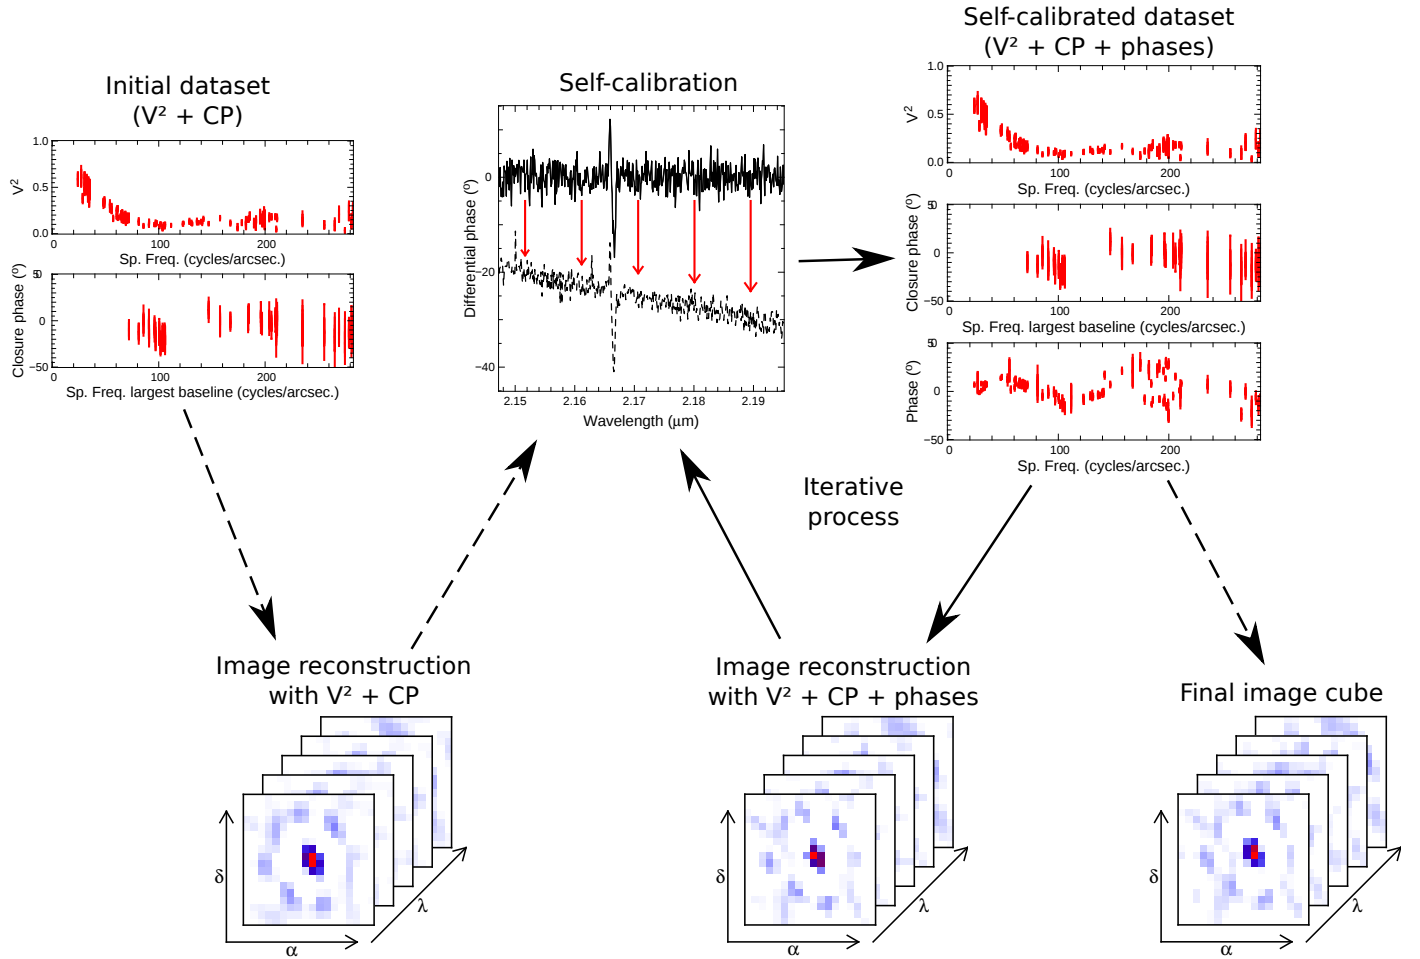 Initial dataset
(V² + CP)
1.0
0.5
0.0
V²
0
100
200
Sp. Freq. (cycles/arcsec.)
50
0
−50
Closure phase (°)
0
100
200
Sp. Freq. largest baseline (cycles/arcsec.)
Self-calibration
0
−20
−40
Differential phase (°)
2.15
2.16
2.17
2.18
2.19
Wavelength (μm)
Self-calibrated dataset
(V² + CP + phases)
1.0
0.5
0.0
V²
0
100
200
Sp. Freq. (cycles/arcsec.)
50
0
−50
Closure phase (°)
0
100
200
Sp. Freq. largest baseline (cycles/arcsec.)
50
0
−50
Phase (°)
0
100
200
Sp. Freq. (cycles/arcsec.)
Iterative
process
Image reconstruction
with V² + CP
δ
α
λ
Image reconstruction
with V² + CP + phases
δ
α
λ
Final image cube
δ
α
λ